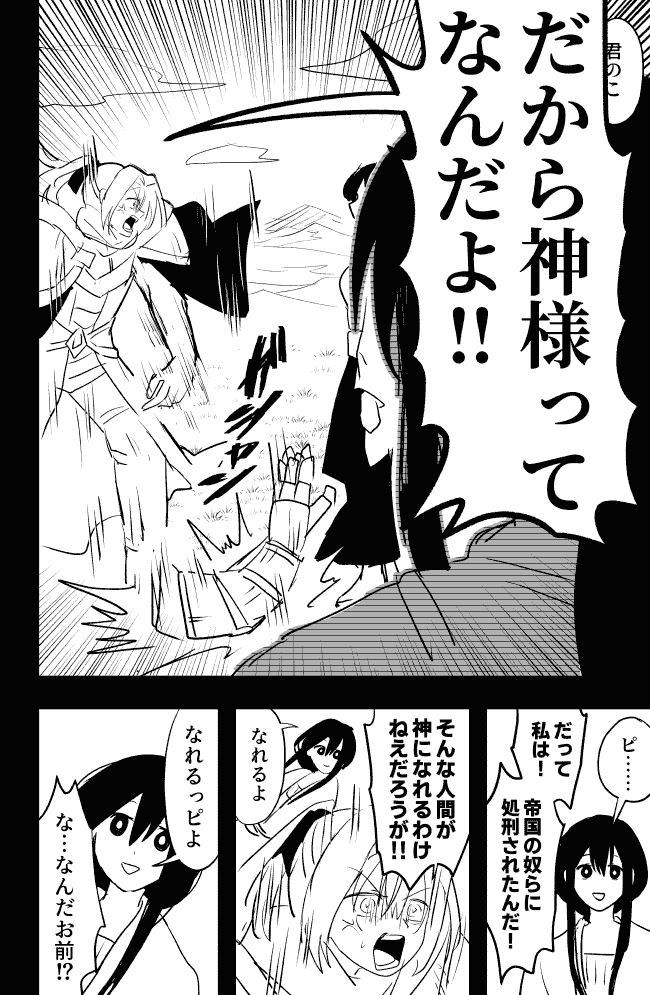 君のこ
だから神様って
なんだよ!!
ガシャ
ピ……
だって
私は!
帝国の奴らに
処刑されたんだ!
そんな人間が
神になれるわけ
ねえだろうが!!
なれるよ
なれるっピよ
な…なんだお前!?